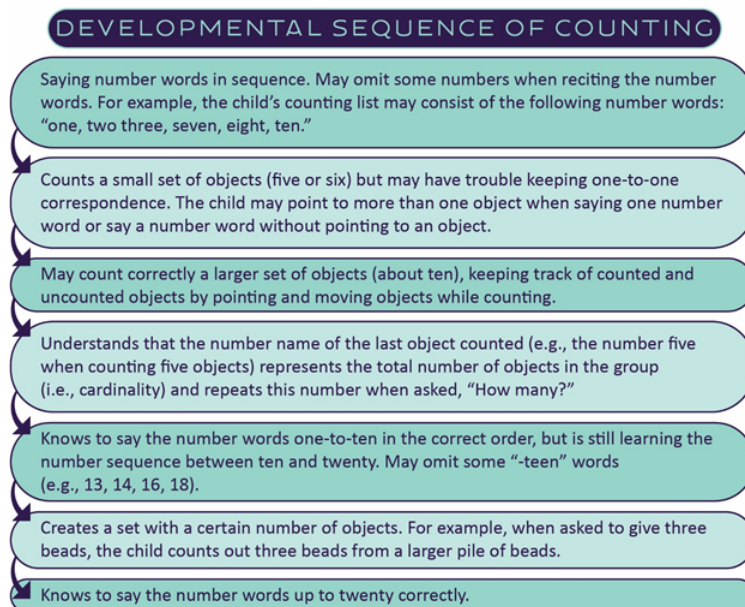 DEVELOPMENTAL SEQUENCE OF COUNTING
Saying number words in sequence. May omit some numbers when reciting the number
words. For example, the child’s counting list may consist of the following number words:
“one, two three, seven, eight, ten.”
Counts a small set of objects (five or six) but may have trouble keeping one-to-one
correspondence. The child may point to more than one object when saying one number
word or say a number word without pointing to an object.
May count correctly a larger set of objects (about ten), keeping track of counted and
uncounted objects by pointing and moving objects while counting.
Understands that the number name of the last object counted (e.g., the number five
when counting five objects) represents the total number of objects in the group
(i.e., cardinality) and repeats this number when asked, “How many?”
Knows to say the number words one-to-ten in the correct order, but is still learning the
number sequence between ten and twenty. May omit some “-teen” words
(e.g., 13, 14, 16, 18).
Creates a set with a certain number of objects. For example, when asked to give three
beads, the child counts out three beads from a larger pile of beads.
Knows to say the number words up to twenty correctly.